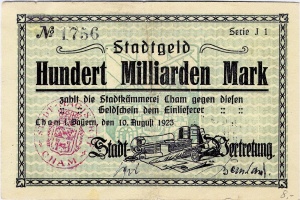 № 1756
Serie J 1
Stadtgeld
Hundert Milliarden Mark
zahlt die Stadtkämmerei Cham gegen diesen
Geldschein dem Einlieferer
Cham i. Bayern, den 10. August 1923
Stadt-Vertretung.
CHAM
5,-